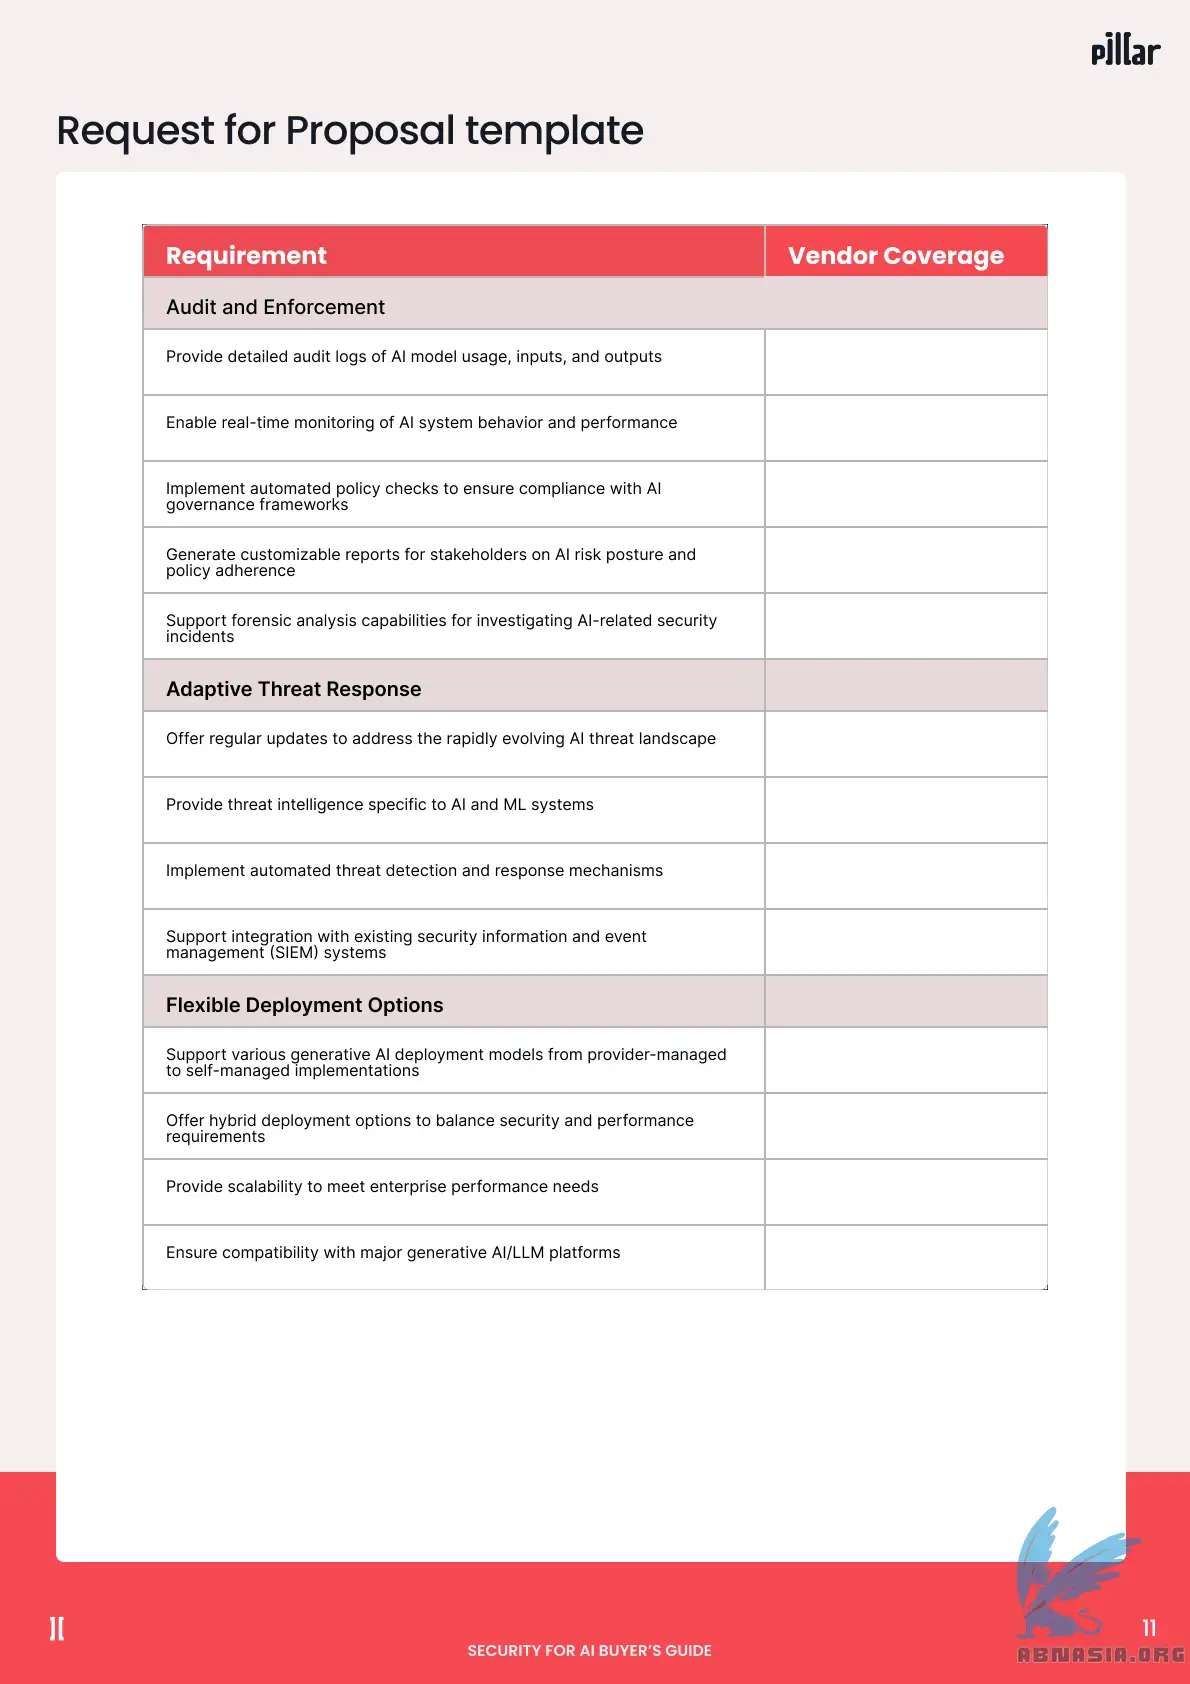 pillar
Request for Proposal template
Requirement
Vendor Coverage
Audit and Enforcement
Provide detailed audit logs of AI model usage, inputs, and outputs
Enable real-time monitoring of AI system behavior and performance
Implement automated policy checks to ensure compliance with AI
governance frameworks
Generate customizable reports for stakeholders on AI risk posture and
policy adherence
Support forensic analysis capabilities for investigating AI-related security
incidents
Adaptive Threat Response
Offer regular updates to address the rapidly evolving AI threat landscape
Provide threat intelligence specific to AI and ML systems
Implement automated threat detection and response mechanisms
Support integration with existing security information and event
management (SIEM) systems
Flexible Deployment Options
Support various generative AI deployment models from provider-managed
to self-managed implementations
Offer hybrid deployment options to balance security and performance
requirements
Provide scalability to meet enterprise performance needs
Ensure compatibility with major generative AI/LLM platforms
SECURITY FOR AI BUYER’S GUIDE
11
ABNASIA.ORG